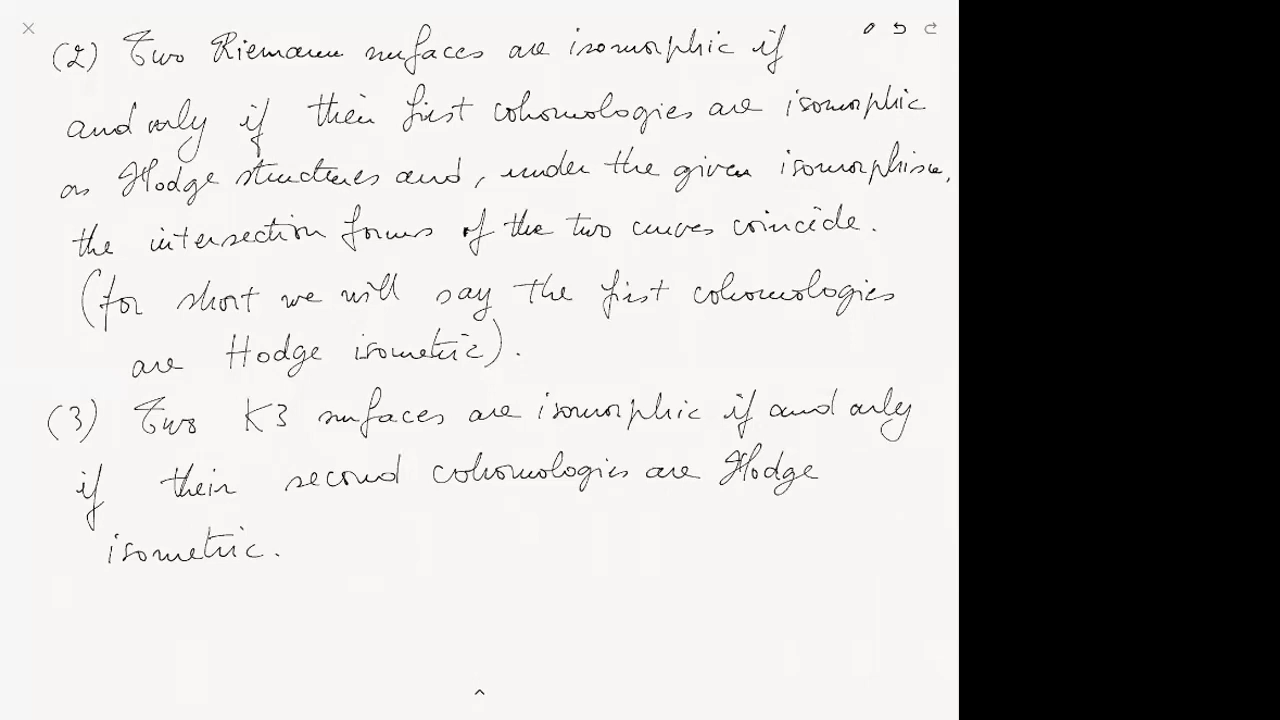 (2) Two Riemann surfaces are isomorphic if
and only if their first cohomologies are isomorphic
as Hodge structures and, under the given isomorphism,
the intersection forms of the two curves coincide.
(for short we will say the first cohomologies
are Hodge isometric).
(3) Two K3 surfaces are isomorphic if and only
if their second cohomologies are Hodge
isometric.